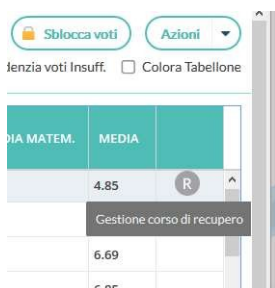 Sblocca voti Azioni
denzia voti Insuff. Colora Tabellone
DIA MATEM. MEDIA
4.85 R
Gestione corso di recupero
6.69